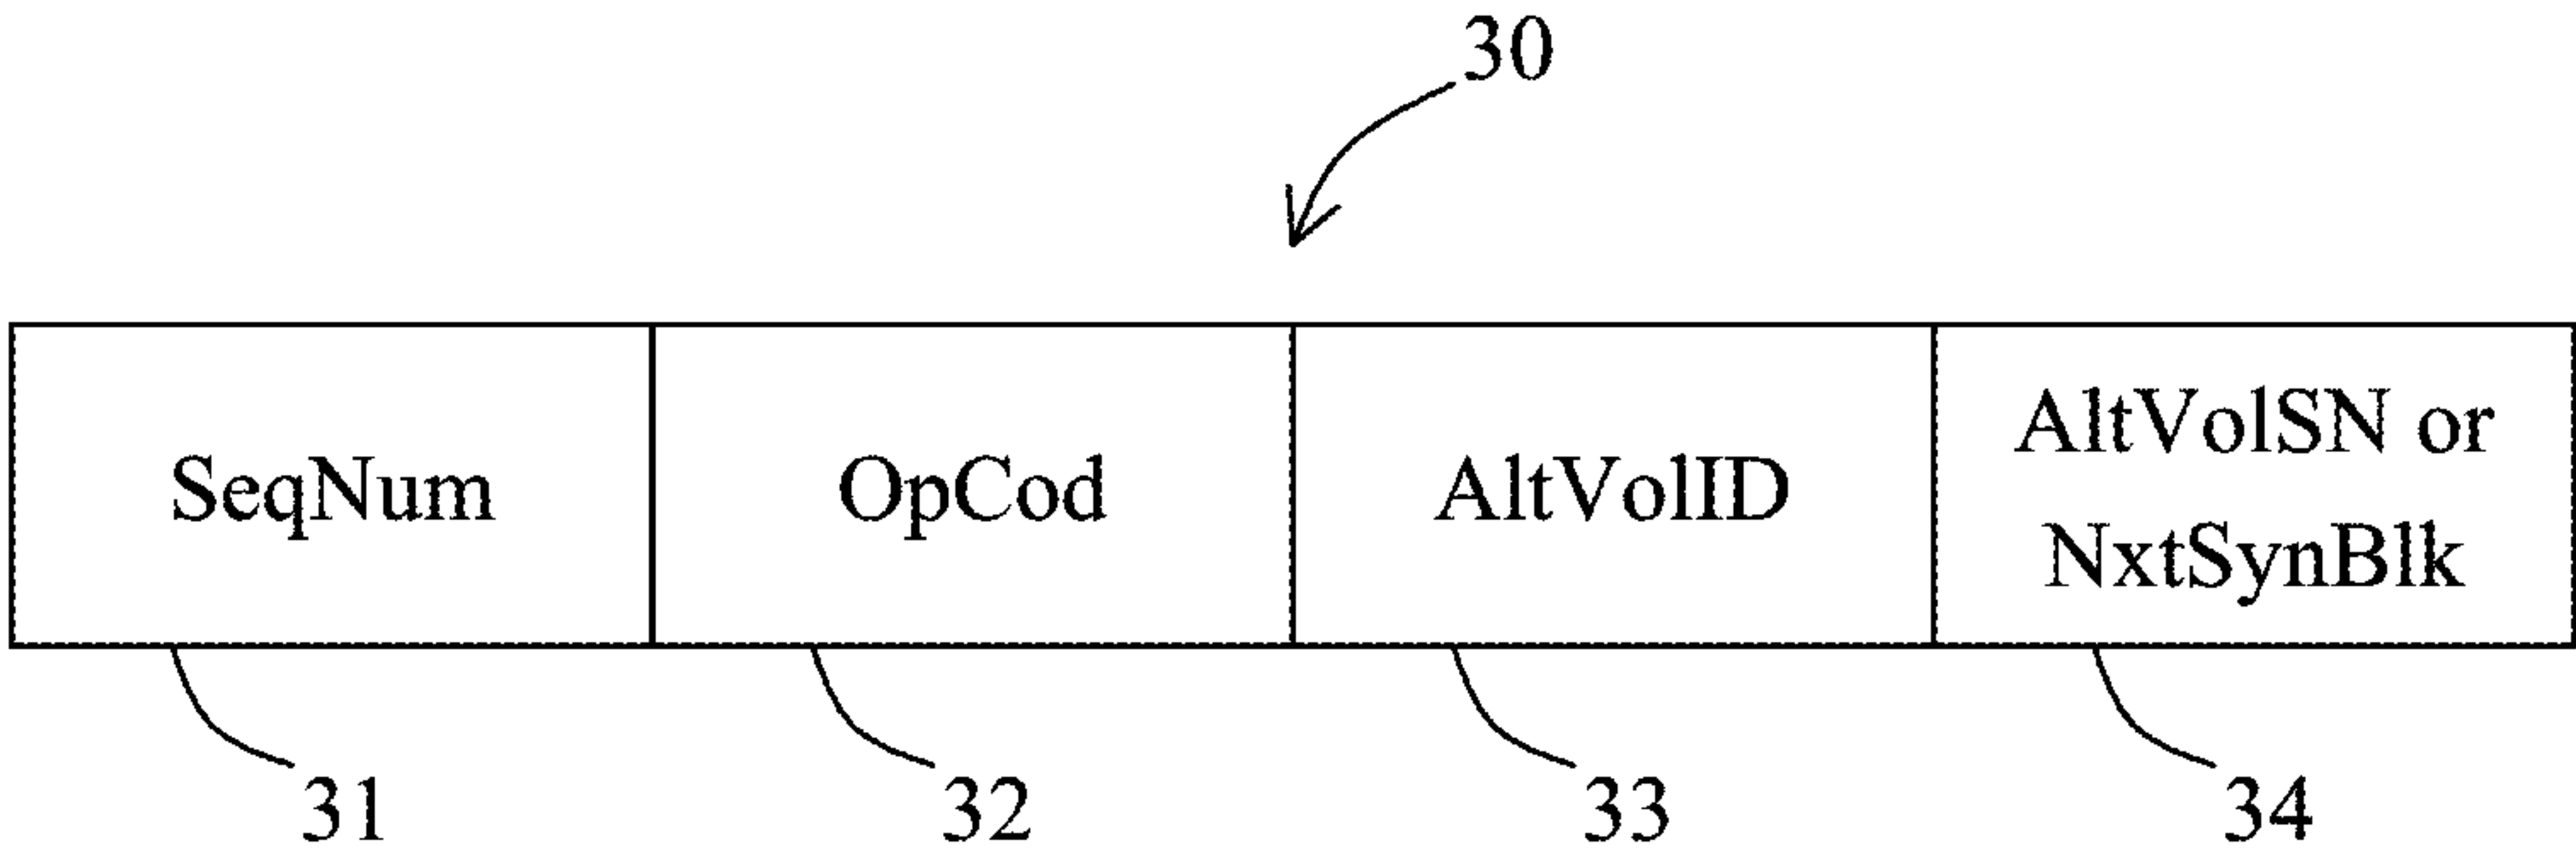 30
SeqNum
OpCod
AltVolID
AltVolSN or
NxtSynBlk
31
32
33
34